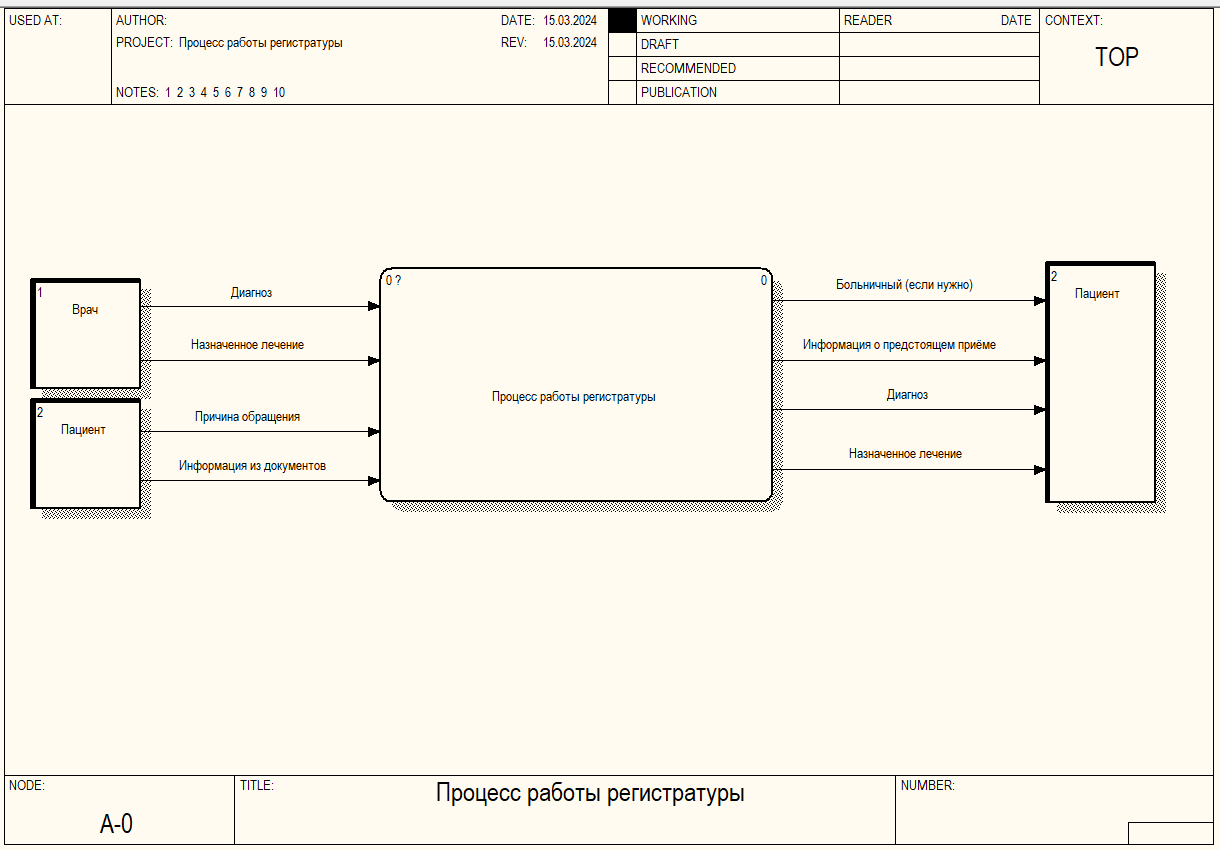 USED AT:
AUTHOR:
DATE: 15.03.2024
PROJECT: Процесс работы регистратуры
REV: 15.03.2024
NOTES: 1 2 3 4 5 6 7 8 9 10
WORKING
DRAFT
RECOMMENDED
PUBLICATION
READER DATE
CONTEXT:
TOP
1
Врач
2
Пациент
Диагноз
Назначенное лечение
Причина обращения
Информация из документов
0 ?
0
Процесс работы регистратуры
Больничный (если нужно)
Информация о предстоящем приёме
Диагноз
Назначенное лечение
2
Пациент
NODE:
A-0
TITLE:
Процесс работы регистратуры
NUMBER: